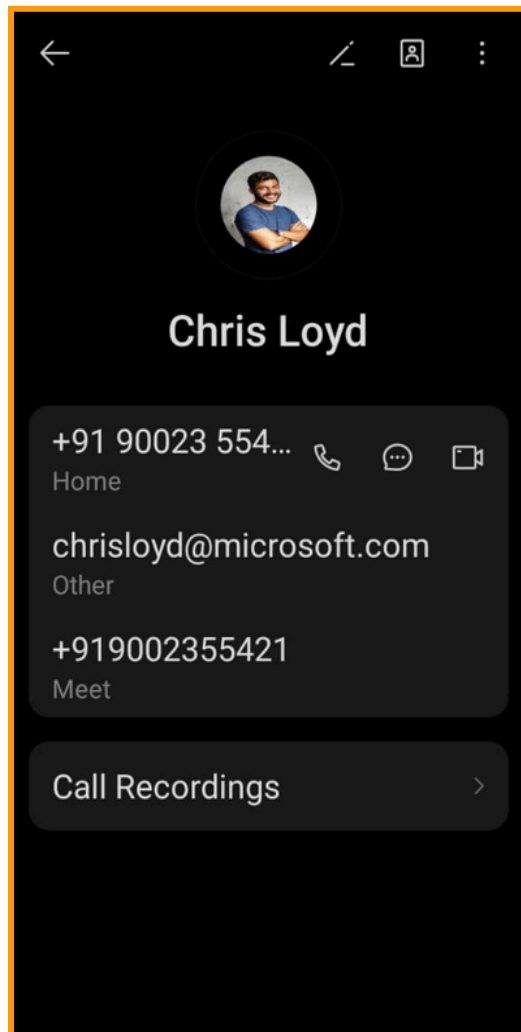 Chris Loyd
+91 90023 554...
Home
chrisloyd@microsoft.com
Other
+919002355421
Meet
Call Recordings